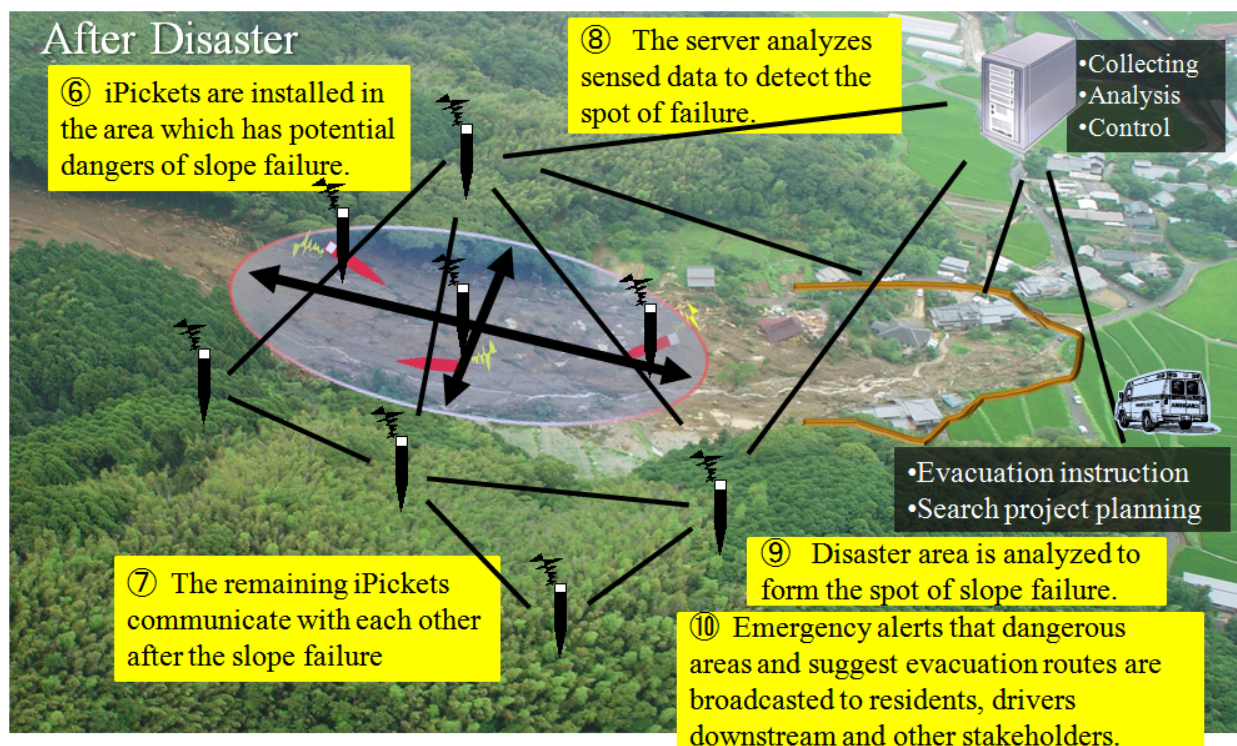 After Disaster
⑥ iPickets are installed in
the area which has potential
dangers of slope failure.
⑧ The server analyzes
sensed data to detect the
spot of failure.
•Collecting
•Analysis
•Control
AMBULANCE
•Evacuation instruction
•Search project planning
⑦ The remaining iPickets
communicate with each other
after the slope failure
⑨ Disaster area is analyzed to
form the spot of slope failure.
⑩ Emergency alerts that dangerous
areas and suggest evacuation routes are
broadcasted to residents, drivers
downstream and other stakeholders.